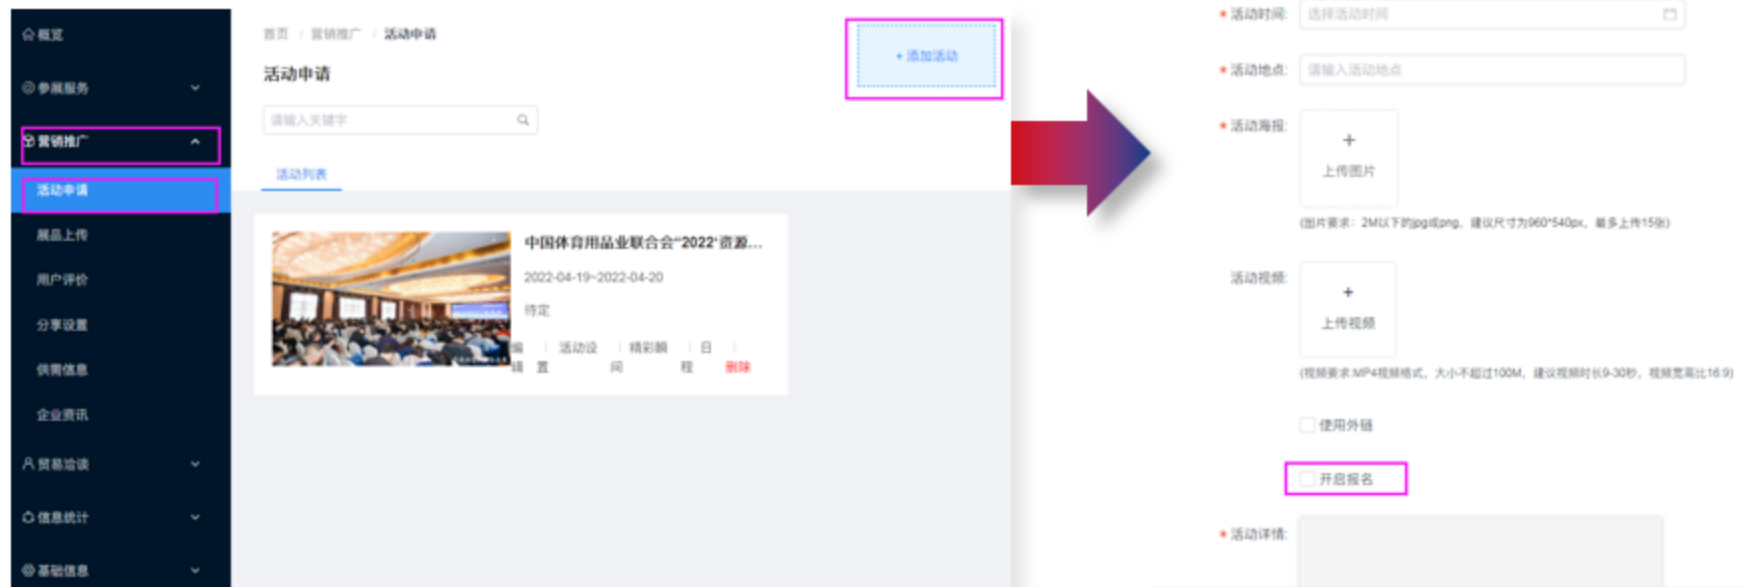 概览
参展服务
营销推广
活动申请
展品上传
用户评价
分享设置
供需信息
企业资讯
贸易洽谈
信息统计
基础信息
首页 / 营销推广 / 活动申请
活动申请
请输入关键字
+ 添加活动
活动列表
中国体育用品业联合会“2022‘资源...
2022-04-19~2022-04-20
待定
编 | 活动设 | 精彩瞬 | 日 |
辑 置 间 程 删除
* 活动时间: 选择活动时间
* 活动地点: 请输入活动地点
* 活动海报:
+
上传图片
(图片要求：2M以下的jpg或png，建议尺寸为960*540px，最多上传15张)
活动视频:
+
上传视频
(视频要求:MP4视频格式，大小不超过100M，建议视频时长9-30秒，视频宽高比16:9)
使用外链
开启报名
* 活动详情: